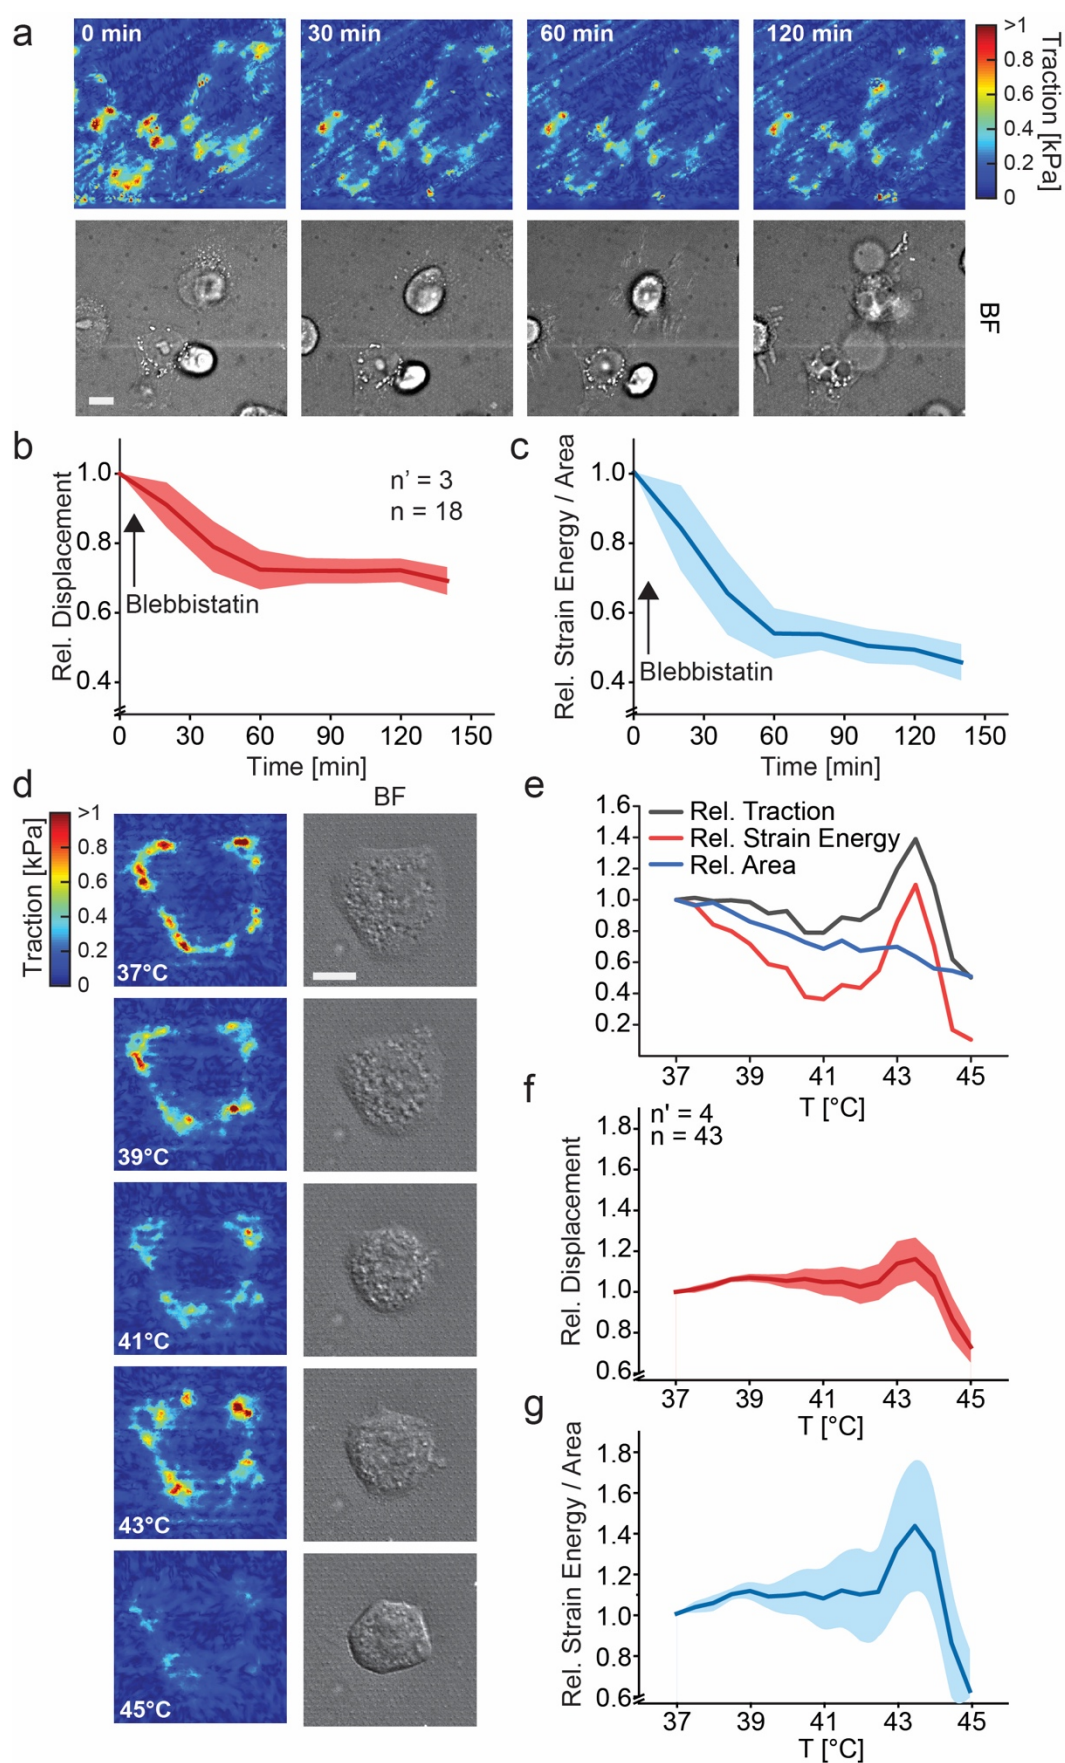 a
0 min
30 min
60 min
120 min
>1
0.8
0.6
0.4
0.2
0
Traction [kPa]
BF
b
Rel. Displacement
1.0
0.8
0.6
0.4
n' = 3
n = 18
Blebbistatin
0
30
60
90
120
150
Time [min]
c
Rel. Strain Energy / Area
1.0
0.8
0.6
0.4
Blebbistatin
0
30
60
90
120
150
Time [min]
d
BF
Traction [kPa]
>1
0.8
0.6
0.4
0.2
0
37°C
39°C
41°C
43°C
45°C
e
1.6
1.4
1.2
1.0
0.8
0.6
0.4
0.2
Rel. Traction
Rel. Strain Energy
Rel. Area
37
39
41
43
45
T [°C]
f
n' = 4
n = 43
Rel. Displacement
1.8
1.6
1.4
1.2
1.0
0.8
0.6
37
39
41
43
45
T [°C]
g
Rel. Strain Energy / Area
1.8
1.6
1.4
1.2
1.0
0.8
0.6
37
39
41
43
45
T [°C]